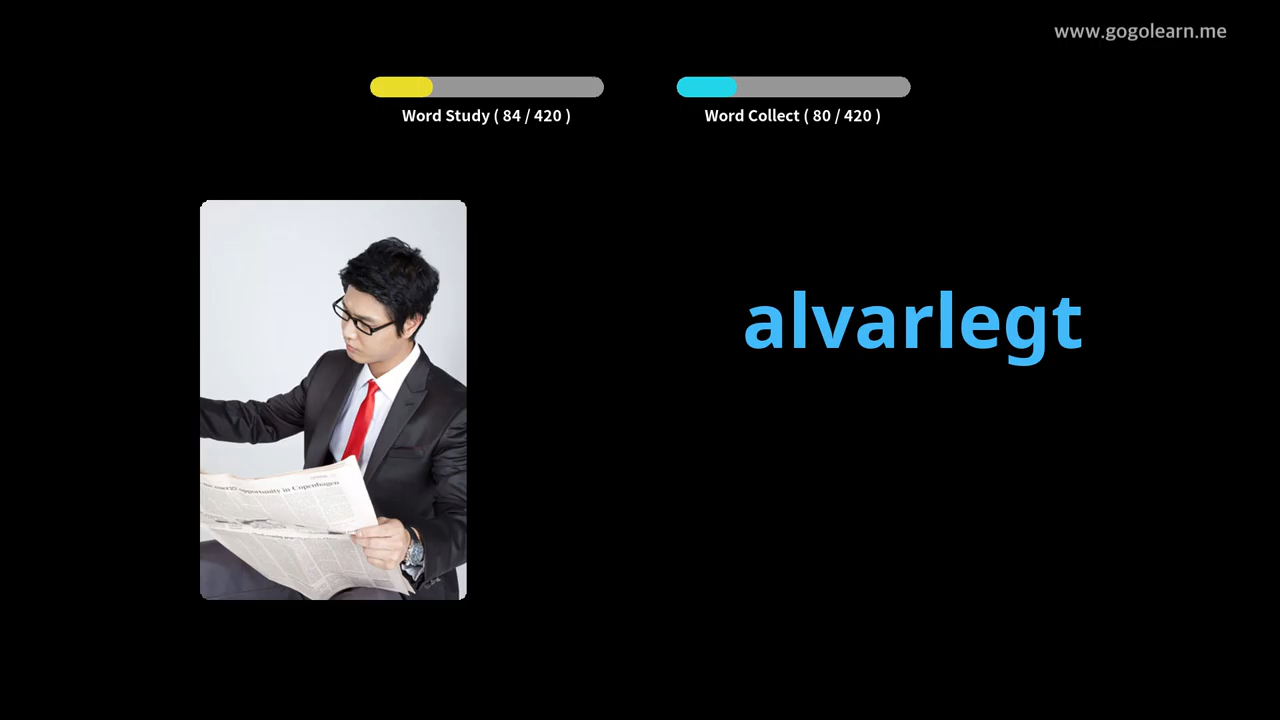 www.gogolearn.me
Word Study ( 84 / 420 )
Word Collect ( 80 / 420 )
alvarlegt
opportunity in Copenhagen